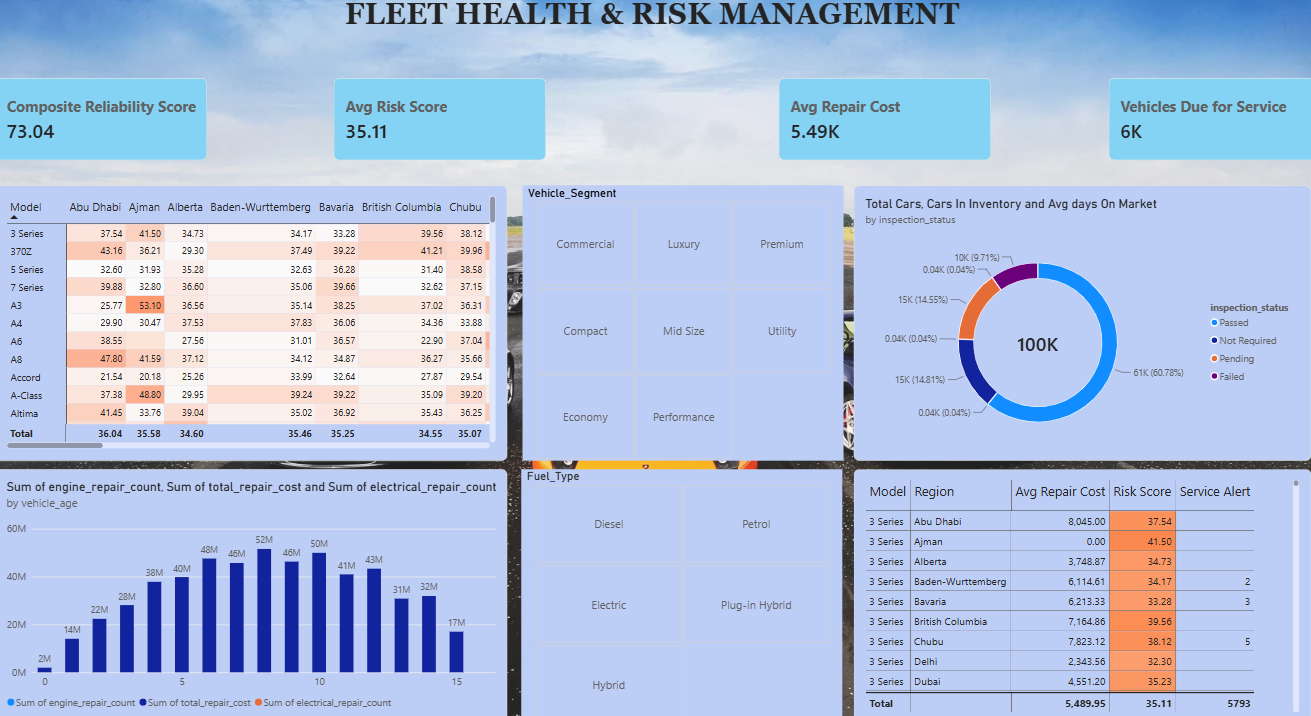 FLEET HEALTH & RISK MANAGEMENT
Composite Reliability Score
73.04
Avg Risk Score
35.11
Avg Repair Cost
5.49K
Vehicles Due for Service
6K
Model Abu Dhabi Ajman Alberta Baden-Wurttemberg Bavaria British Columbia Chubu
3 Series 37.54 41.50 34.73 34.17 33.28 39.56 38.12
370Z 43.16 36.21 29.30 37.49 39.22 41.21 39.96
5 Series 32.60 31.93 35.28 32.63 36.28 31.40 38.58
7 Series 39.88 32.80 36.60 35.06 39.66 32.62 37.15
A3 25.77 53.10 36.56 35.14 38.25 37.02 36.31
A4 29.90 30.47 37.53 37.83 36.06 34.36 33.88
A6 38.55 27.56 31.01 36.57 22.90 37.04
A8 47.80 41.59 37.12 34.12 34.87 36.27 35.66
Accord 21.54 20.18 25.26 33.99 32.64 27.87 29.54
A-Class 37.38 48.80 29.95 39.24 39.22 35.09 39.20
Altima 41.45 33.76 39.04 35.02 36.92 35.43 36.25
Total 36.04 35.58 34.60 35.46 35.25 34.55 35.07
Vehicle_Segment
Commercial Luxury Premium
Compact Mid Size Utility
Economy Performance
Total Cars, Cars In Inventory and Avg days On Market
by inspection_status
10K (9.71%)
0.04K (0.04%)
15K (14.55%)
0.04K (0.04%)
15K (14.81%)
0.04K (0.04%)
61K (60.78%)
100K
inspection_status
Passed
Not Required
Pending
Failed
Sum of engine_repair_count, Sum of total_repair_cost and Sum of electrical_repair_count
by vehicle_age
60M
40M
20M
0M
2M 14M 22M 28M 38M 40M 48M 46M 52M 46M 50M 41M 43M 31M 32M 17M
0 5 10 15
Sum of engine_repair_count Sum of total_repair_cost Sum of electrical_repair_count
Fuel_Type
Diesel Petrol
Electric Plug-in Hybrid
Hybrid
Model Region Avg Repair Cost Risk Score Service Alert
3 Series Abu Dhabi 8,045.00 37.54
3 Series Ajman 0.00 41.50
3 Series Alberta 3,748.87 34.73
3 Series Baden-Wurttemberg 6,114.61 34.17 2
3 Series Bavaria 6,213.33 33.28 3
3 Series British Columbia 7,164.86 39.56
3 Series Chubu 7,823.12 38.12 5
3 Series Delhi 2,343.56 32.30
3 Series Dubai 4,551.20 35.23
Total 5,489.95 35.11 5793